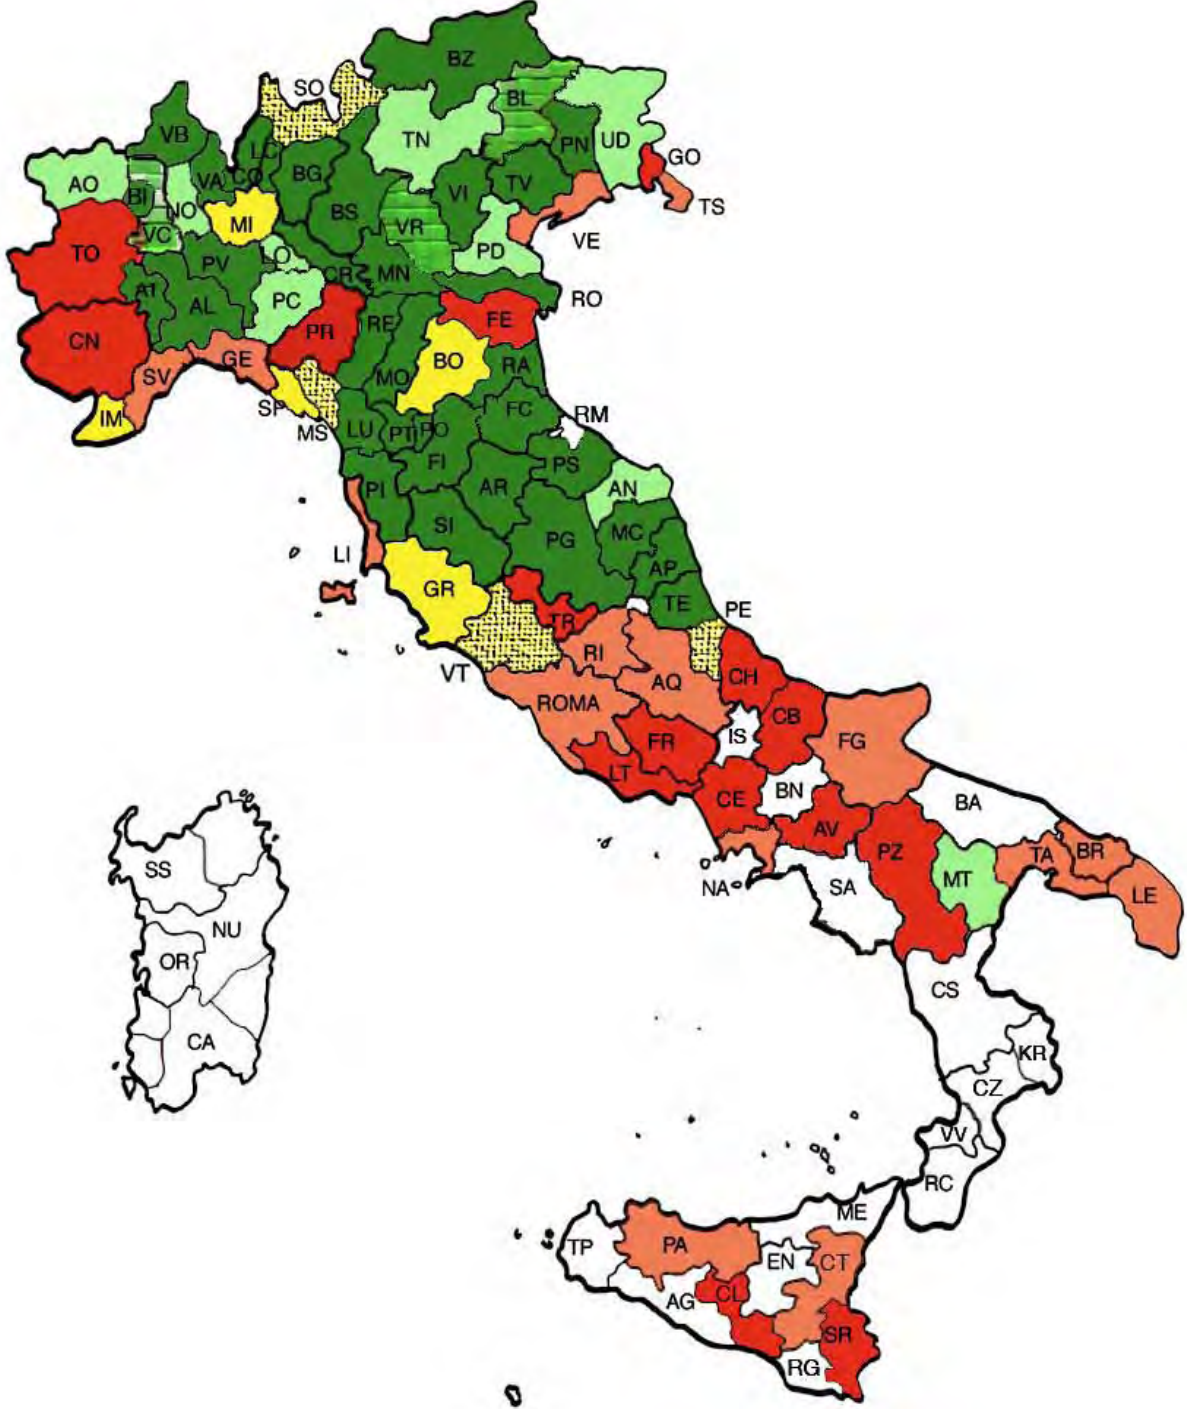 BZ
SO
BL
VB
TN
PN
UD
LC
GO
AO
VA
CO
BG
TV
BI
VI
TS
NO
BS
MI
VR
VE
VC
TO
PD
PV
LO
CR
MN
AT
AL
PC
RO
PR
RE
FE
CN
GE
BO
RA
SV
MO
SP
FC
IM
MS
LU
PT
PO
RM
FI
PS
PI
AR
AN
SI
MC
PG
LI
AP
GR
TE
PE
TR
RI
VT
CH
AQ
ROMA
CB
IS
FR
FG
LT
BN
CE
BA
AV
PZ
TA
BR
SS
MT
NA
SA
LE
NU
OR
CS
CA
KR
CZ
VV
RC
ME
TP
PA
EN
CT
AG
CL
SR
RG